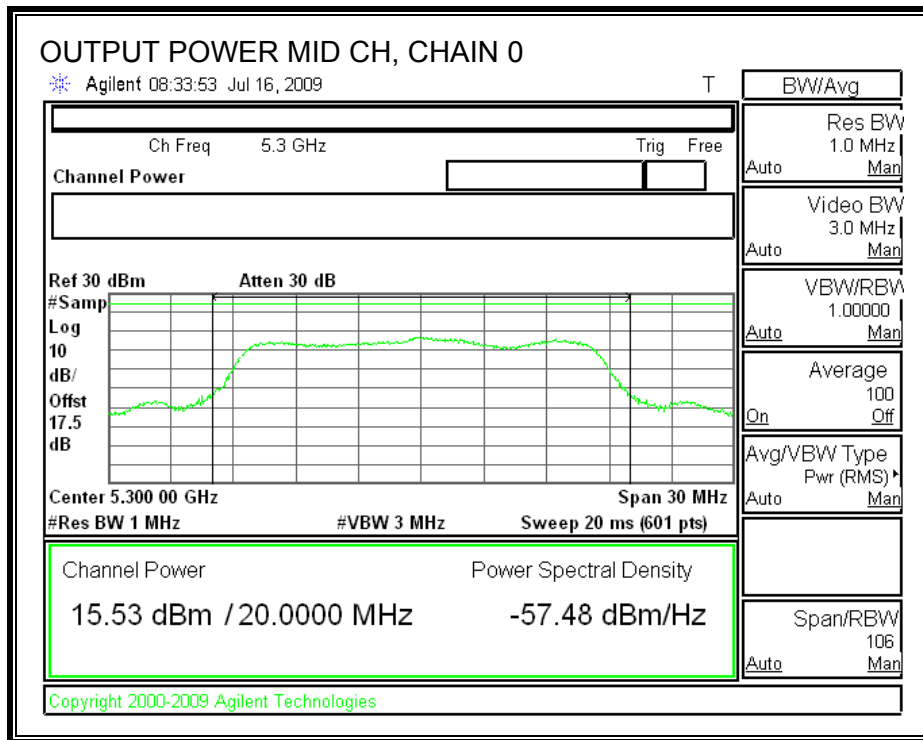 OUTPUT POWER MID CH, CHAIN 0
Agilent 08:33:53 Jul 16, 2009 T
Ch Freq 5.3 GHz Trig Free
Channel Power
Ref 30 dBm Atten 30 dB
#Samp
Log
10
dB/
Offst
17.5
dB
Center 5.300 00 GHz Span 30 MHz
#Res BW 1 MHz #VBW 3 MHz Sweep 20 ms (601 pts)
Channel Power Power Spectral Density
15.53 dBm / 20.0000 MHz -57.48 dBm/Hz
Copyright 2000-2009 Agilent Technologies
BW/Avg
Res BW
1.0 MHz
Auto Man
Video BW
3.0 MHz
Auto Man
VBW/RBW
1.00000
Auto Man
Average
100
On Off
Avg/VBW Type
Pwr (RMS)
Auto Man
Span/RBW
106
Auto Man